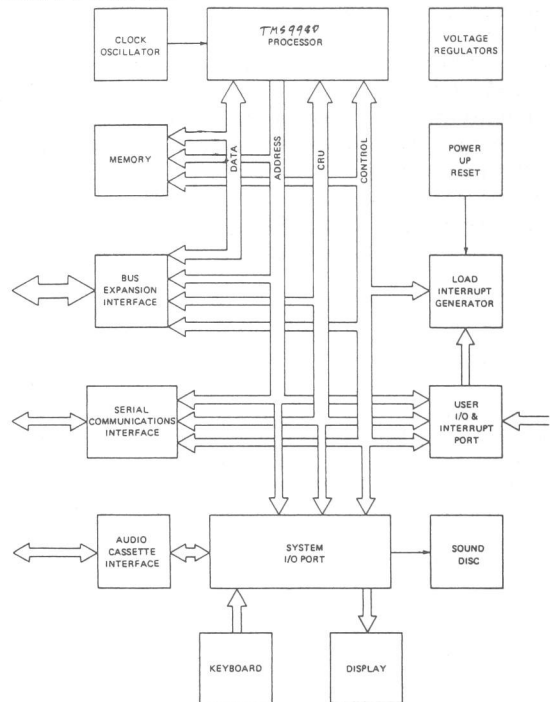 CLOCK
OSCILLATOR
TMS9980
PROCESSOR
VOLTAGE
REGULATORS
MEMORY
DATA
ADDRESS
CRU
CONTROL
POWER
UP
RESET
BUS
EXPANSION
INTERFACE
LOAD
INTERRUPT
GENERATOR
SERIAL
COMMUNICATIONS
INTERFACE
USER
I/O &
INTERRUPT
PORT
AUDIO
CASSETTE
INTERFACE
SYSTEM
I/O PORT
SOUND
DISC
KEYBOARD
DISPLAY